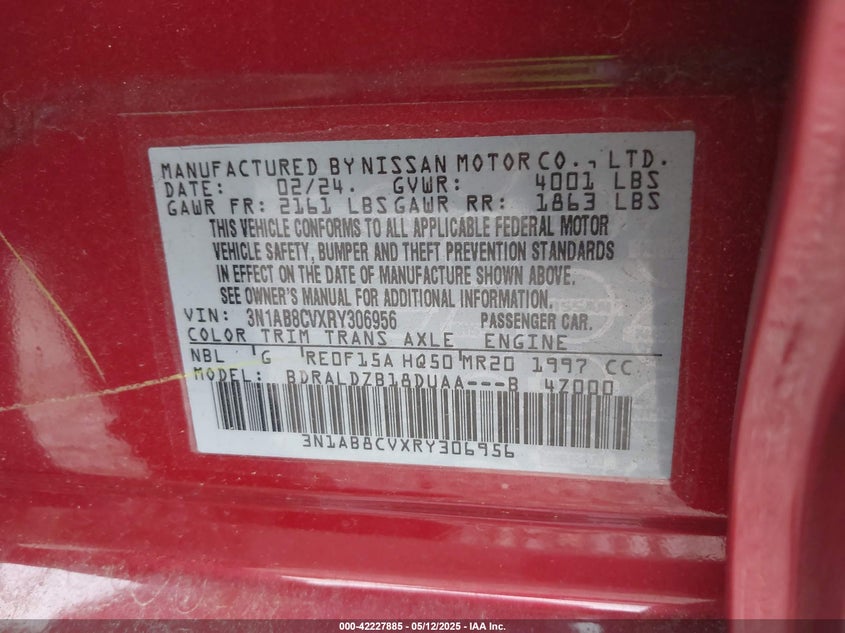 MANUFACTURED BY NISSAN MOTOR CO., LTD.
DATE: 02/24. GVWR: 4001 LBS
GAWR FR: 2161 LBS GAWR RR: 1863 LBS
THIS VEHICLE CONFORMS TO ALL APPLICABLE FEDERAL MOTOR
VEHICLE SAFETY, BUMPER AND THEFT PREVENTION STANDARDS
IN EFFECT ON THE DATE OF MANUFACTURE SHOWN ABOVE.
SEE OWNER'S MANUAL FOR ADDITIONAL INFORMATION.
VIN: 3N1AB8CVXRY306956 PASSENGER CAR.
COLOR TRIM TRANS AXLE ENGINE
NBL G RE0F15A HQ50 MR20 1997 CC
MODEL: BDRALDZB18DUAA---B 47000
3N1AB8CVXRY306956
000-42227885 - 05/12/2025 - IAA Inc.